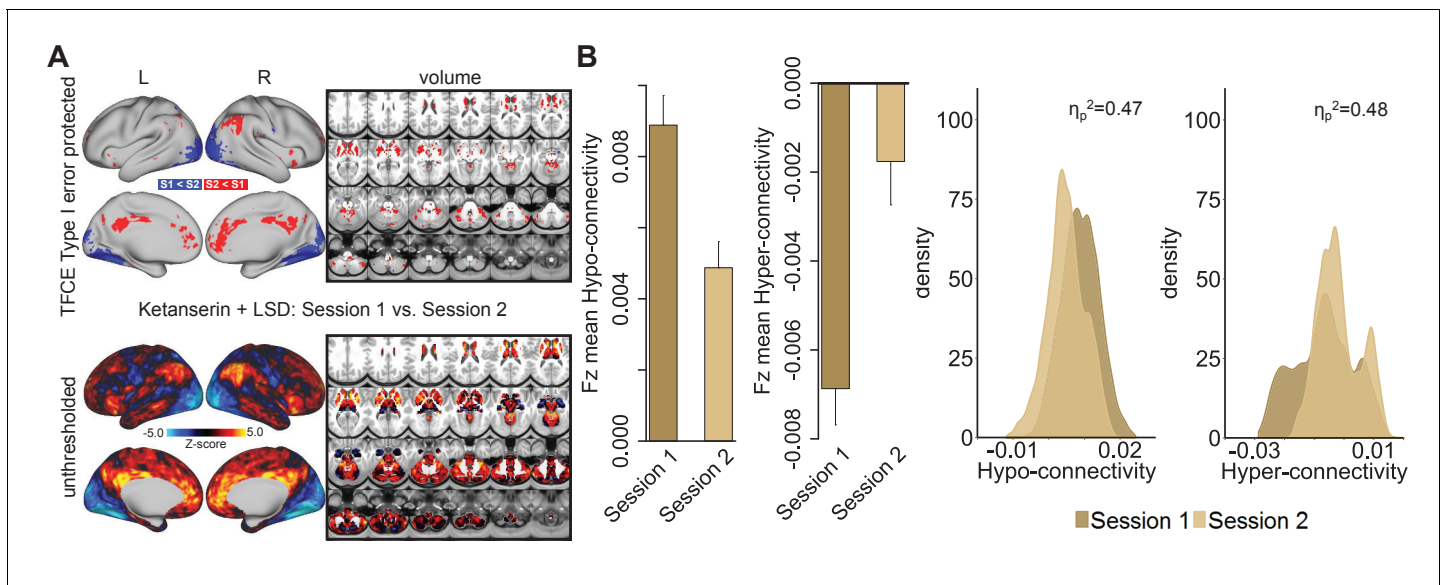 A
L
R
volume
TFCE Type I error protected
S1 < S2
S2 < S1
Ketanserin + LSD: Session 1 vs. Session 2
unthresholded
-5.0
5.0
Z-score
B
Fz mean Hypo-connectivity
0.008
0.004
0.000
Session 1
Session 2
Fz mean Hyper-connectivity
0.000
-0.002
-0.004
-0.006
-0.008
Session 1
Session 2
ηp²=0.47
density
100
75
50
25
0
-0.01
0.02
Hypo-connectivity
ηp²=0.48
density
100
75
50
25
0
-0.03
0.01
Hyper-connectivity
Session 1
Session 2